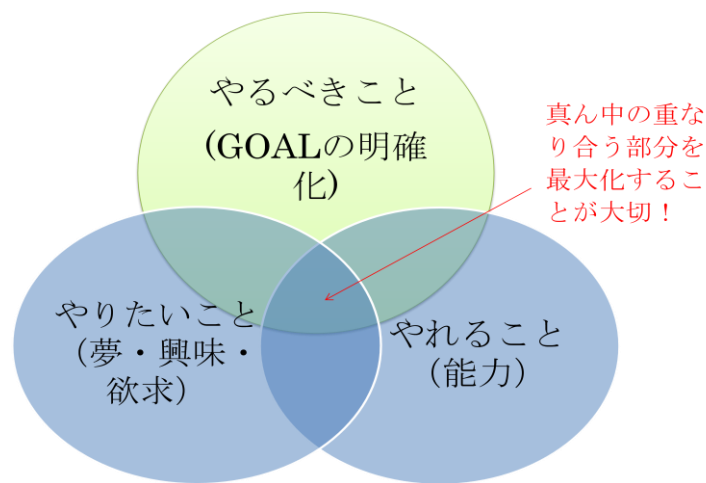 やるべきこと
(GOALの明確
化)
真ん中の重な
り合う部分を
最大化するこ
とが大切！
やりたいこと
（夢・興味・
欲求）
やれること
（能力）